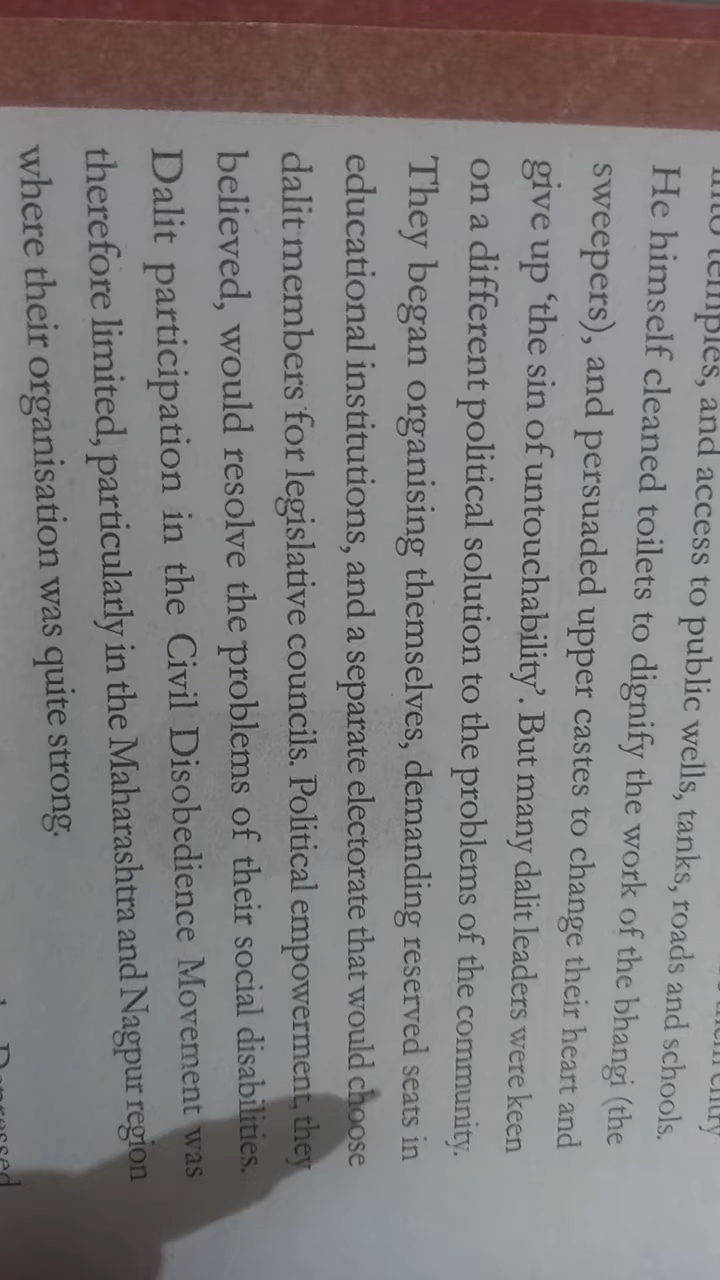 temples, and access to public wells, tanks, roads and schools.
He himself cleaned toilets to dignify the work of the bhangi (the
sweepers), and persuaded upper castes to change their heart and
give up ‘the sin of untouchability’. But many dalit leaders were keen
on a different political solution to the problems of the community.
They began organising themselves, demanding reserved seats in
educational institutions, and a separate electorate that would choose
dalit members for legislative councils. Political empowerment, they
believed, would resolve the problems of their social disabilities.
Dalit participation in the Civil Disobedience Movement was
therefore limited, particularly in the Maharashtra and Nagpur region
where their organisation was quite strong.